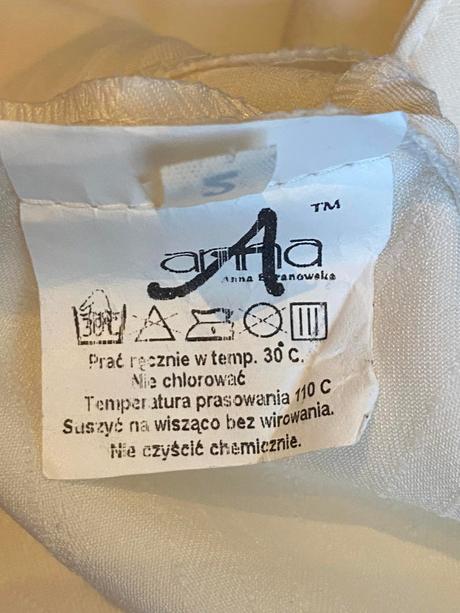 S
TM
anna
A
Anna Baranowska
30°C
Prać ręcznie w temp. 30°C.
Nie chlorować
Temperatura prasowania 110 C
Suszyć na wisząco bez wirowania.
Nie czyścić chemicznie.